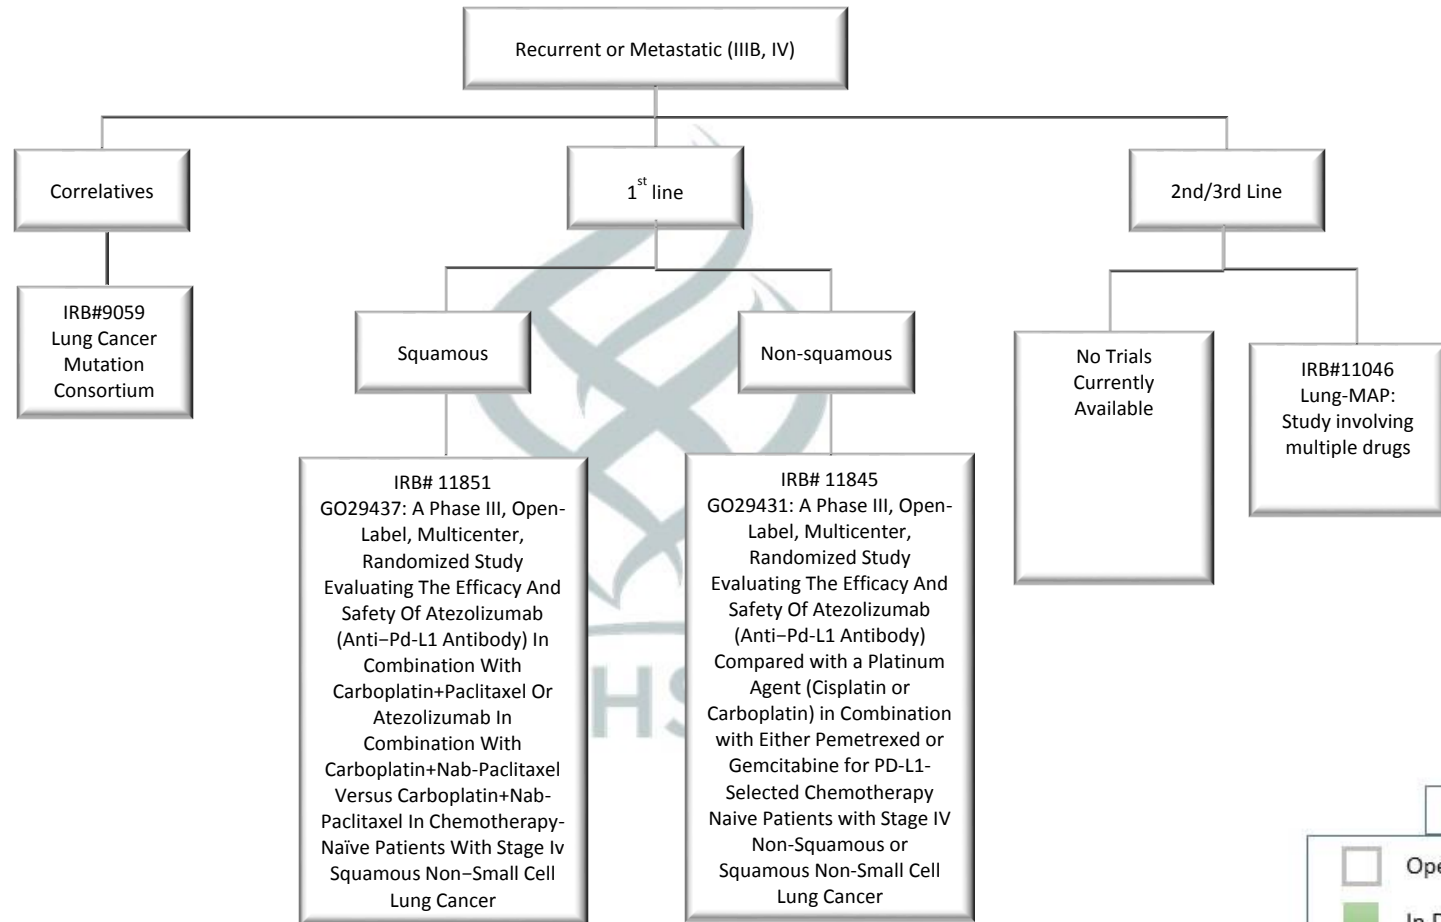 Recurrent or Metastatic (IIIB, IV)
Correlatives
1st line
2nd/3rd Line
IRB#9059
Lung Cancer
Mutation
Consortium
Squamous
Non-squamous
No Trials
Currently
Available
IRB#11046
Lung-MAP:
Study involving
multiple drugs
IRB# 11851
GO29437: A Phase III, Open-
Label, Multicenter,
Randomized Study
Evaluating The Efficacy And
Safety Of Atezolizumab
(Anti−Pd-L1 Antibody) In
Combination With
Carboplatin+Paclitaxel Or
Atezolizumab In
Combination With
Carboplatin+Nab-Paclitaxel
Versus Carboplatin+Nab-
Paclitaxel In Chemotherapy-
Naïve Patients With Stage Iv
Squamous Non−Small Cell
Lung Cancer
IRB# 11845
GO29431: A Phase III, Open-
Label, Multicenter,
Randomized Study
Evaluating The Efficacy And
Safety Of Atezolizumab
(Anti−Pd-L1 Antibody)
Compared with a Platinum
Agent (Cisplatin or
Carboplatin) in Combination
with Either Pemetrexed or
Gemcitabine for PD-L1-
Selected Chemotherapy
Naive Patients with Stage IV
Non-Squamous or
Squamous Non-Small Cell
Lung Cancer